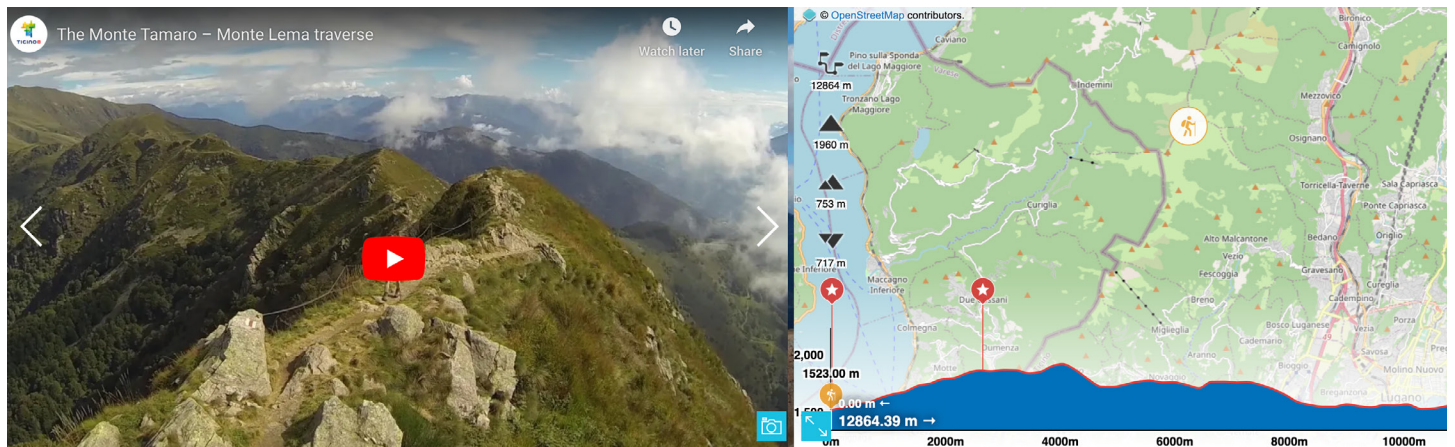 TICINO
The Monte Tamaro – Monte Lema traverse
Watch later
Share
© OpenStreetMap contributors.
12864 m
1960 m
753 m
717 m
Bironico
Camignolo
Caviano
Pino sulla Sponda
del Lago Maggiore
Varese
Indemini
Tronzano Lago
Maggiore
Mezzovico
Osignano
Torricella-Taverne
Sala Capriasca
Ponte Capriasca
Curiglia
Origlio
Alto Malcantone
Bedano
Vezio
Gravesano
Fescoggia
Maccagno
Inferiore
Cureglia
Breno
Cadempino
Colmegna
Dumenza
Miglieglia
Bosco Luganese
Vezia
Porza
Cademario
Aranno
Savosa
Bioggio
Motte
Molino Nuovo
Novaggio
Breganzona
Lugano
2,000
1523.00 m
0.00 m ←
12864.39 m →
0m
2000m
4000m
6000m
8000m
10000m